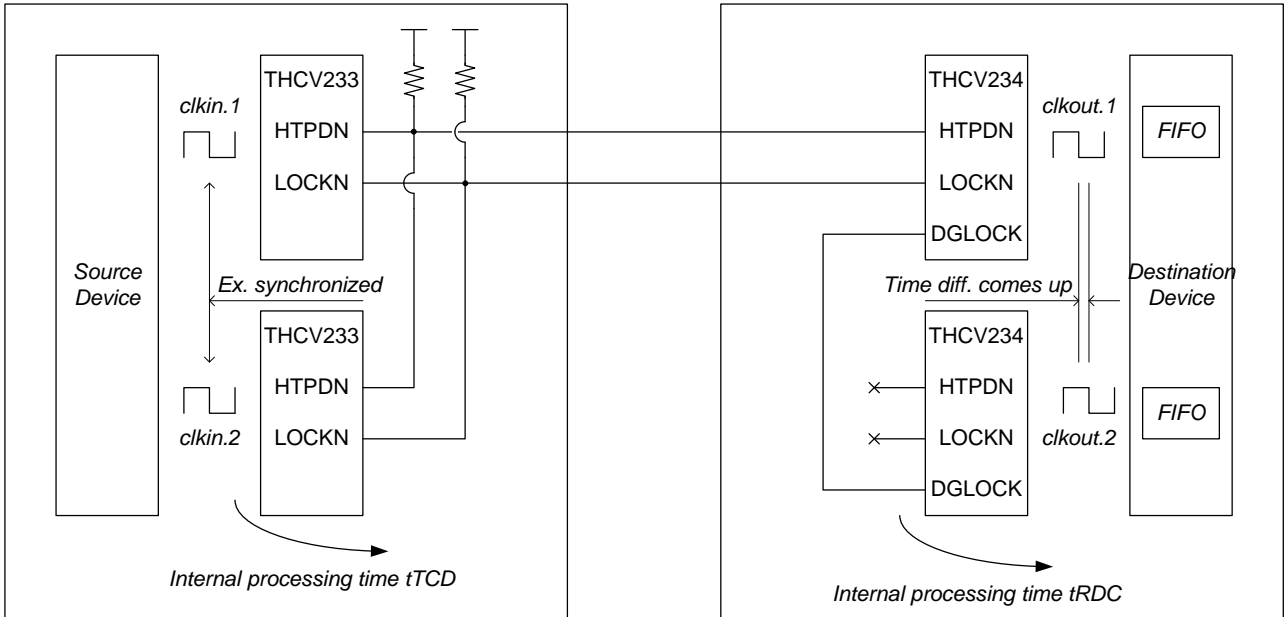 THCV233
clkin.1
HTPDN
LOCKN
Source
Device
Ex. synchronized
THCV233
HTPDN
clkin.2
LOCKN
Internal processing time tTCD
THCV234
clkout.1
HTPDN
FIFO
LOCKN
DGLOCK
Time diff. comes up
Destination
Device
THCV234
HTPDN
LOCKN
clkout.2
FIFO
DGLOCK
Internal processing time tRDC